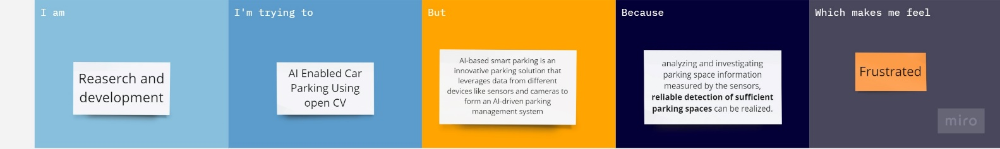 I am
Reaserch and
development
I'm trying to
AI Enabled Car
Parking Using
open CV
But
AI-based smart parking is an
innovative parking solution that
leverages data from different
devices like sensors and cameras to
form an AI-driven parking
management system
Because
analyzing and investigating
parking space information
measured by the sensors,
reliable detection of sufficient
parking spaces can be realized.
Which makes me feel
Frustrated
miro